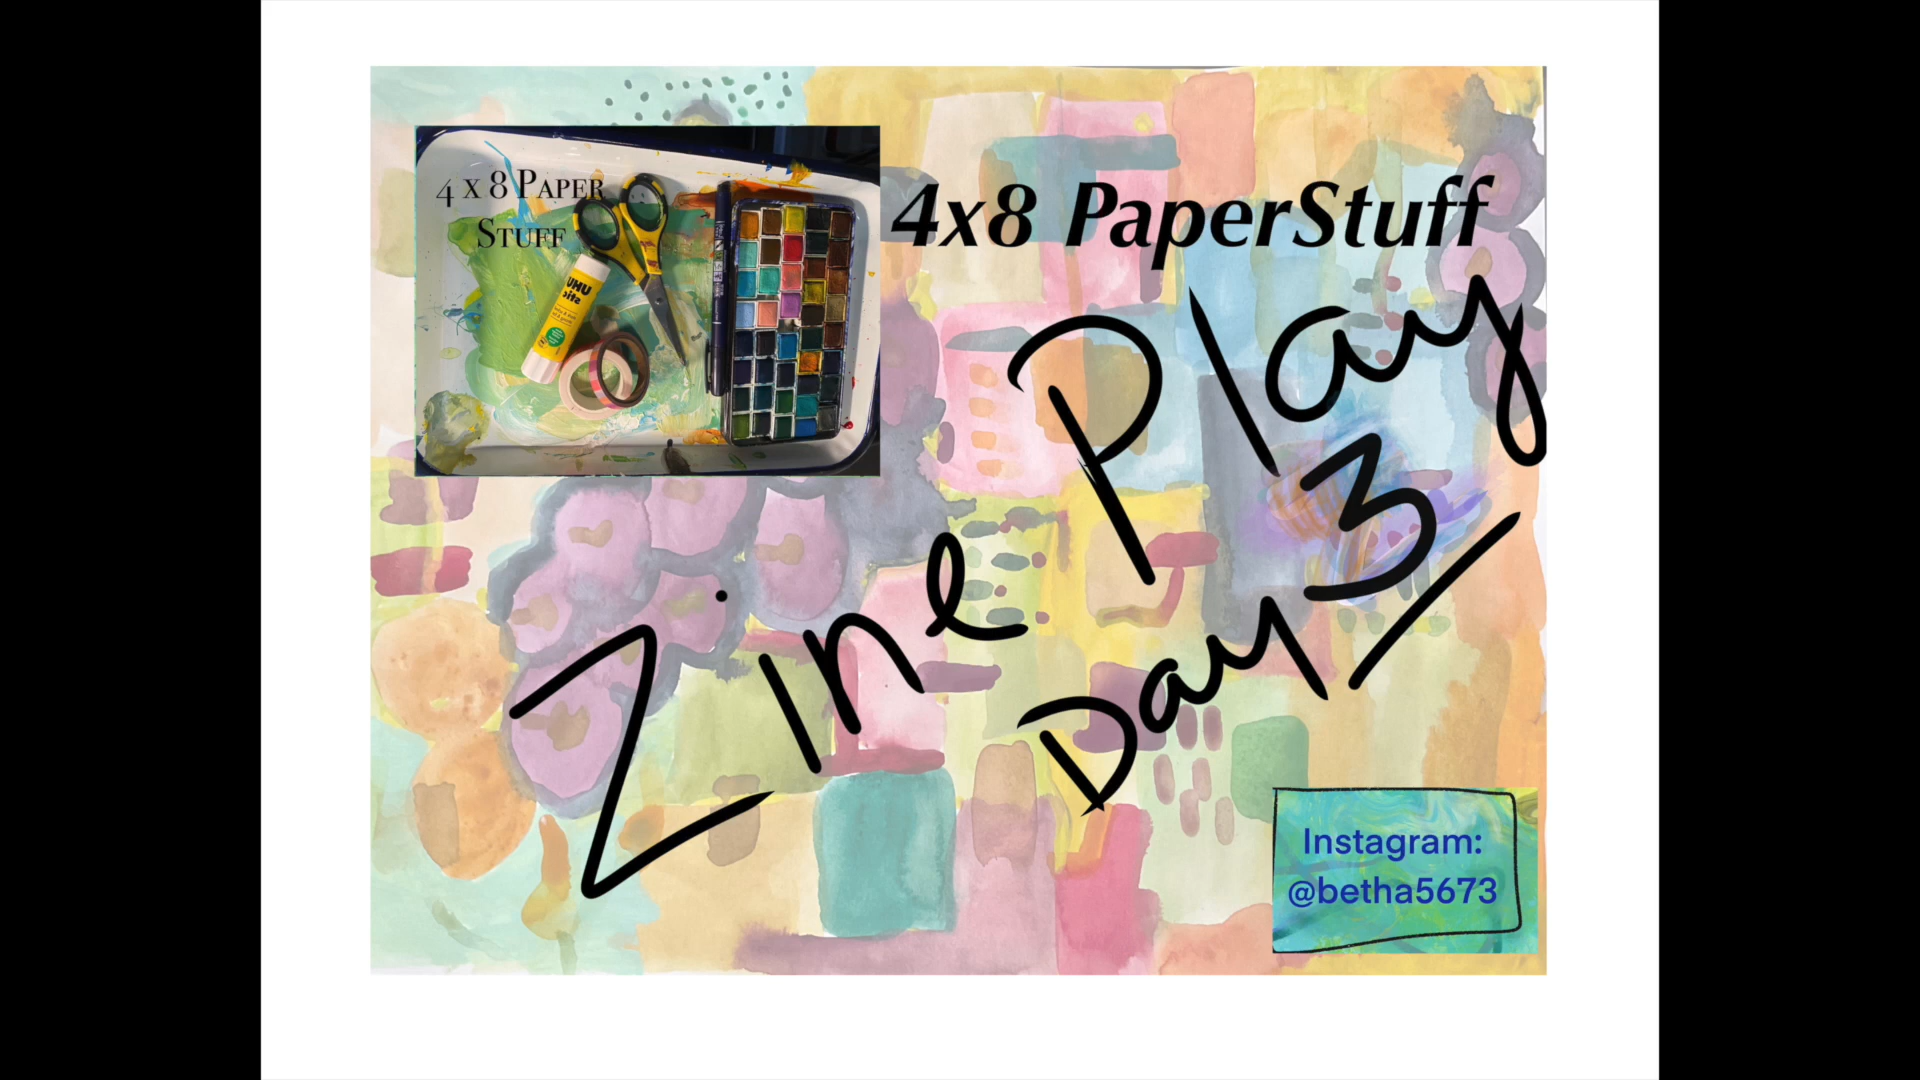 4 x 8 Paper
Stuff
4x8 PaperStuff
UHU
stic
Zine Play
Day 3
Instagram:
@betha5673